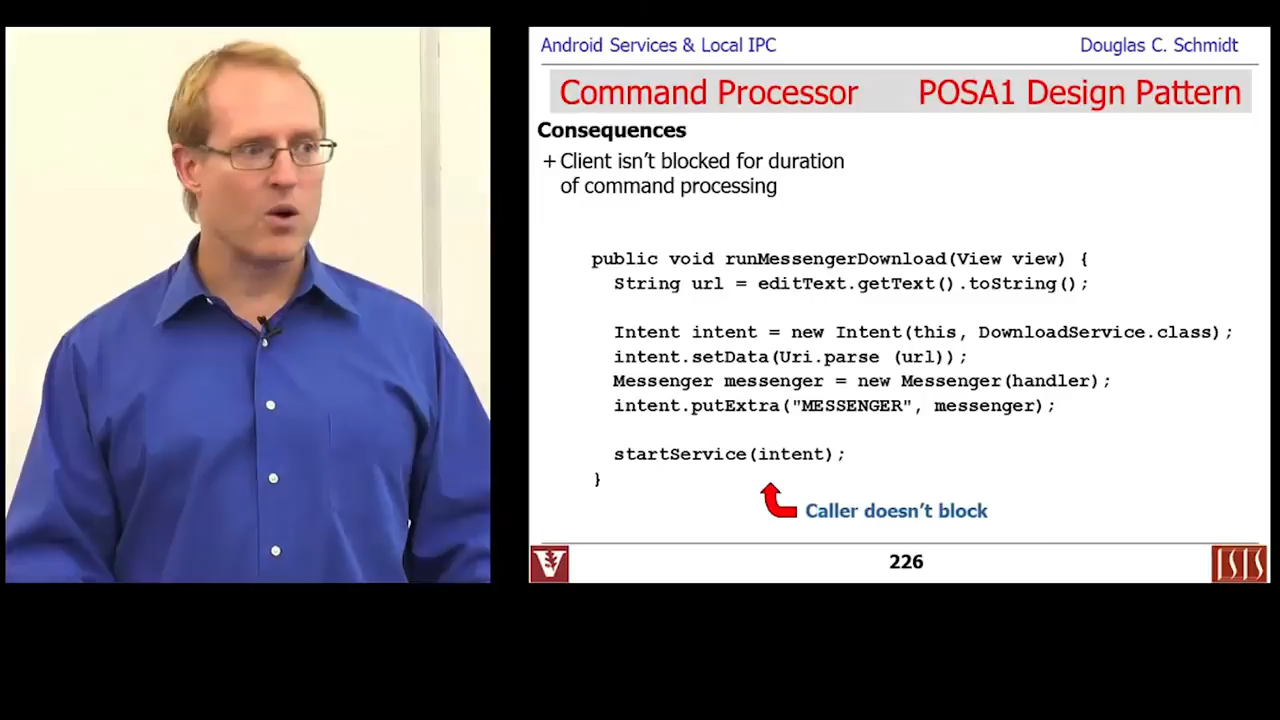 Android Services & Local IPC
Douglas C. Schmidt
Command Processor POSA1 Design Pattern
Consequences
+ Client isn't blocked for duration
of command processing
public void runMessengerDownload(View view) {
String url = editText.getText().toString();
Intent intent = new Intent(this, DownloadService.class);
intent.setData(Uri.parse (url));
Messenger messenger = new Messenger(handler);
intent.putExtra("MESSENGER", messenger);
startService(intent);
}
Caller doesn't block
V
226
ISIS